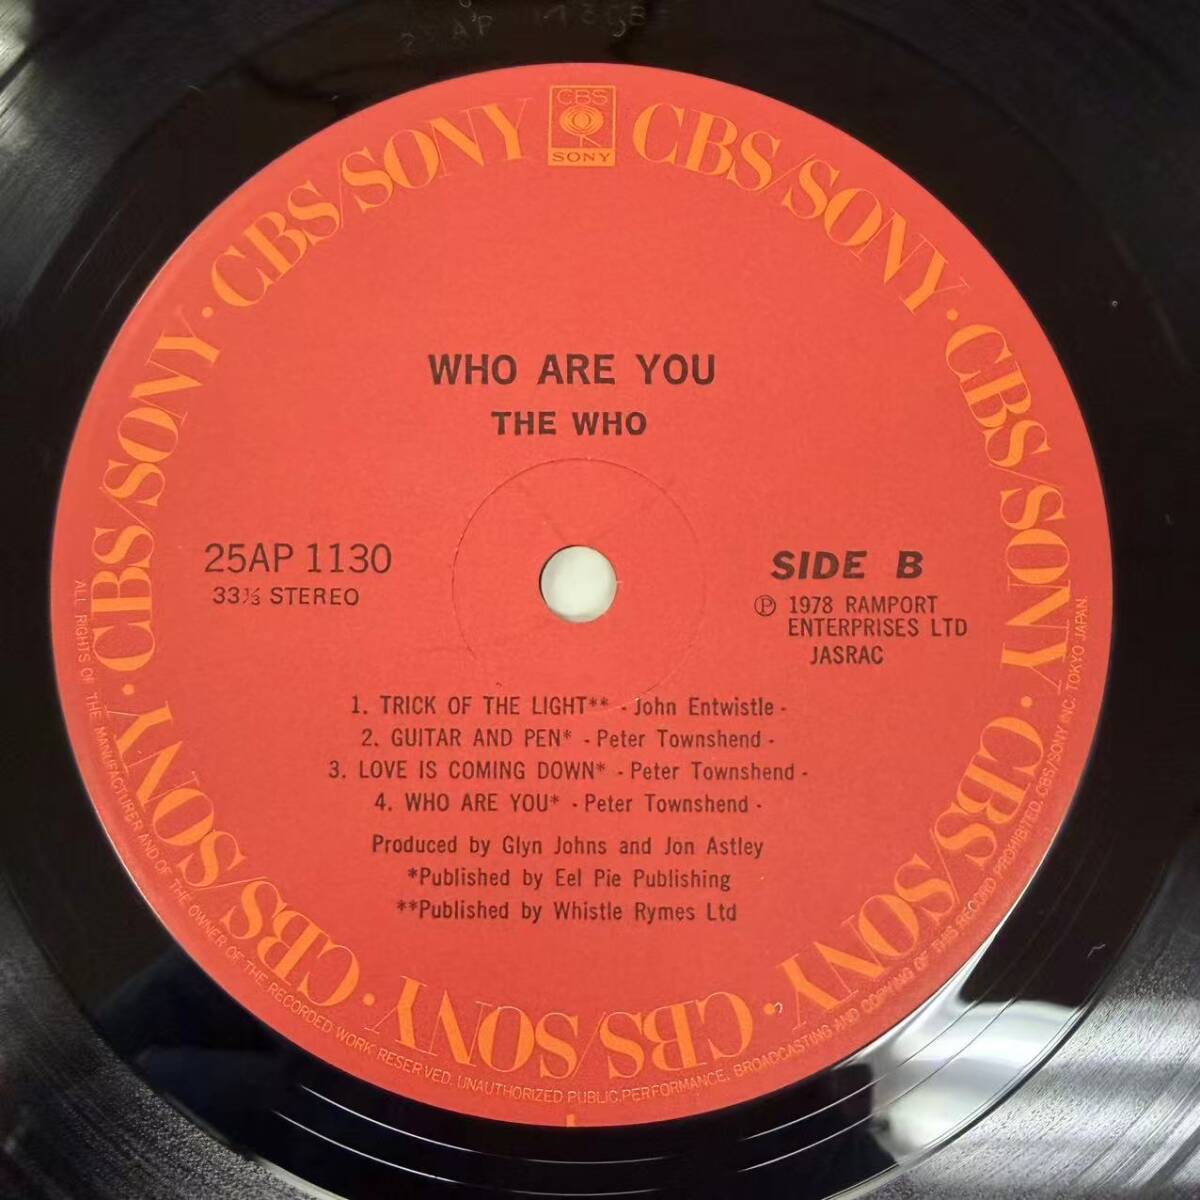 CBS
SONY
CBS/SONY · CBS/SONY · CBS/SONY · CBS/SONY · CBS/SONY · CBS/SONY · CBS/SONY · CBS/SONY
WHO ARE YOU
THE WHO
25AP 1130
33⅓ STEREO
SIDE B
Ⓟ 1978 RAMPORT
ENTERPRISES LTD
JASRAC
1. TRICK OF THE LIGHT** - John Entwistle -
2. GUITAR AND PEN* - Peter Townshend -
3. LOVE IS COMING DOWN* - Peter Townshend -
4. WHO ARE YOU* - Peter Townshend -
Produced by Glyn Johns and Jon Astley
*Published by Eel Pie Publishing
**Published by Whistle Rymes Ltd
ALL RIGHTS OF THE MANUFACTURER AND OF THE OWNER OF THE RECORDED WORK RESERVED. UNAUTHORIZED PUBLIC PERFORMANCE, BROADCASTING AND COPYING OF THIS RECORD PROHIBITED. CBS/SONY INC. TOKYO JAPAN.